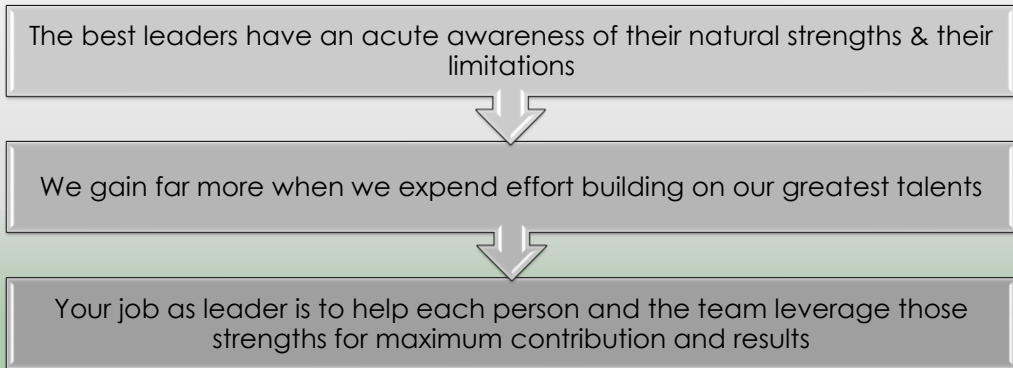 The best leaders have an acute awareness of their natural strengths & their
limitations
We gain far more when we expend effort building on our greatest talents
Your job as leader is to help each person and the team leverage those
strengths for maximum contribution and results